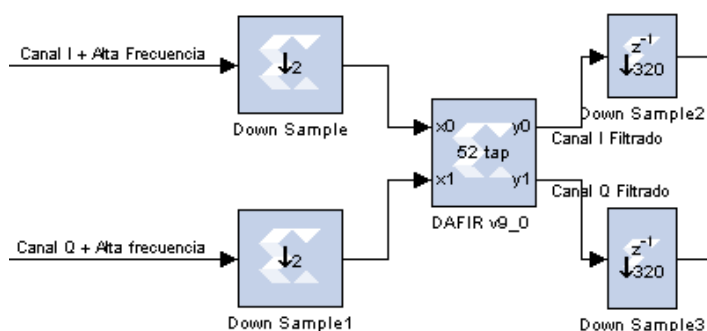 Canal I + Alta Frecuencia
↓2
Down Sample
x0 y0
52 tap
x1 y1
DAFIR v9_0
z-1
↓320
Down Sample2
Canal I Filtrado
Canal Q + Alta frecuencia
↓2
Down Sample1
Canal Q Filtrado
z-1
↓320
Down Sample3